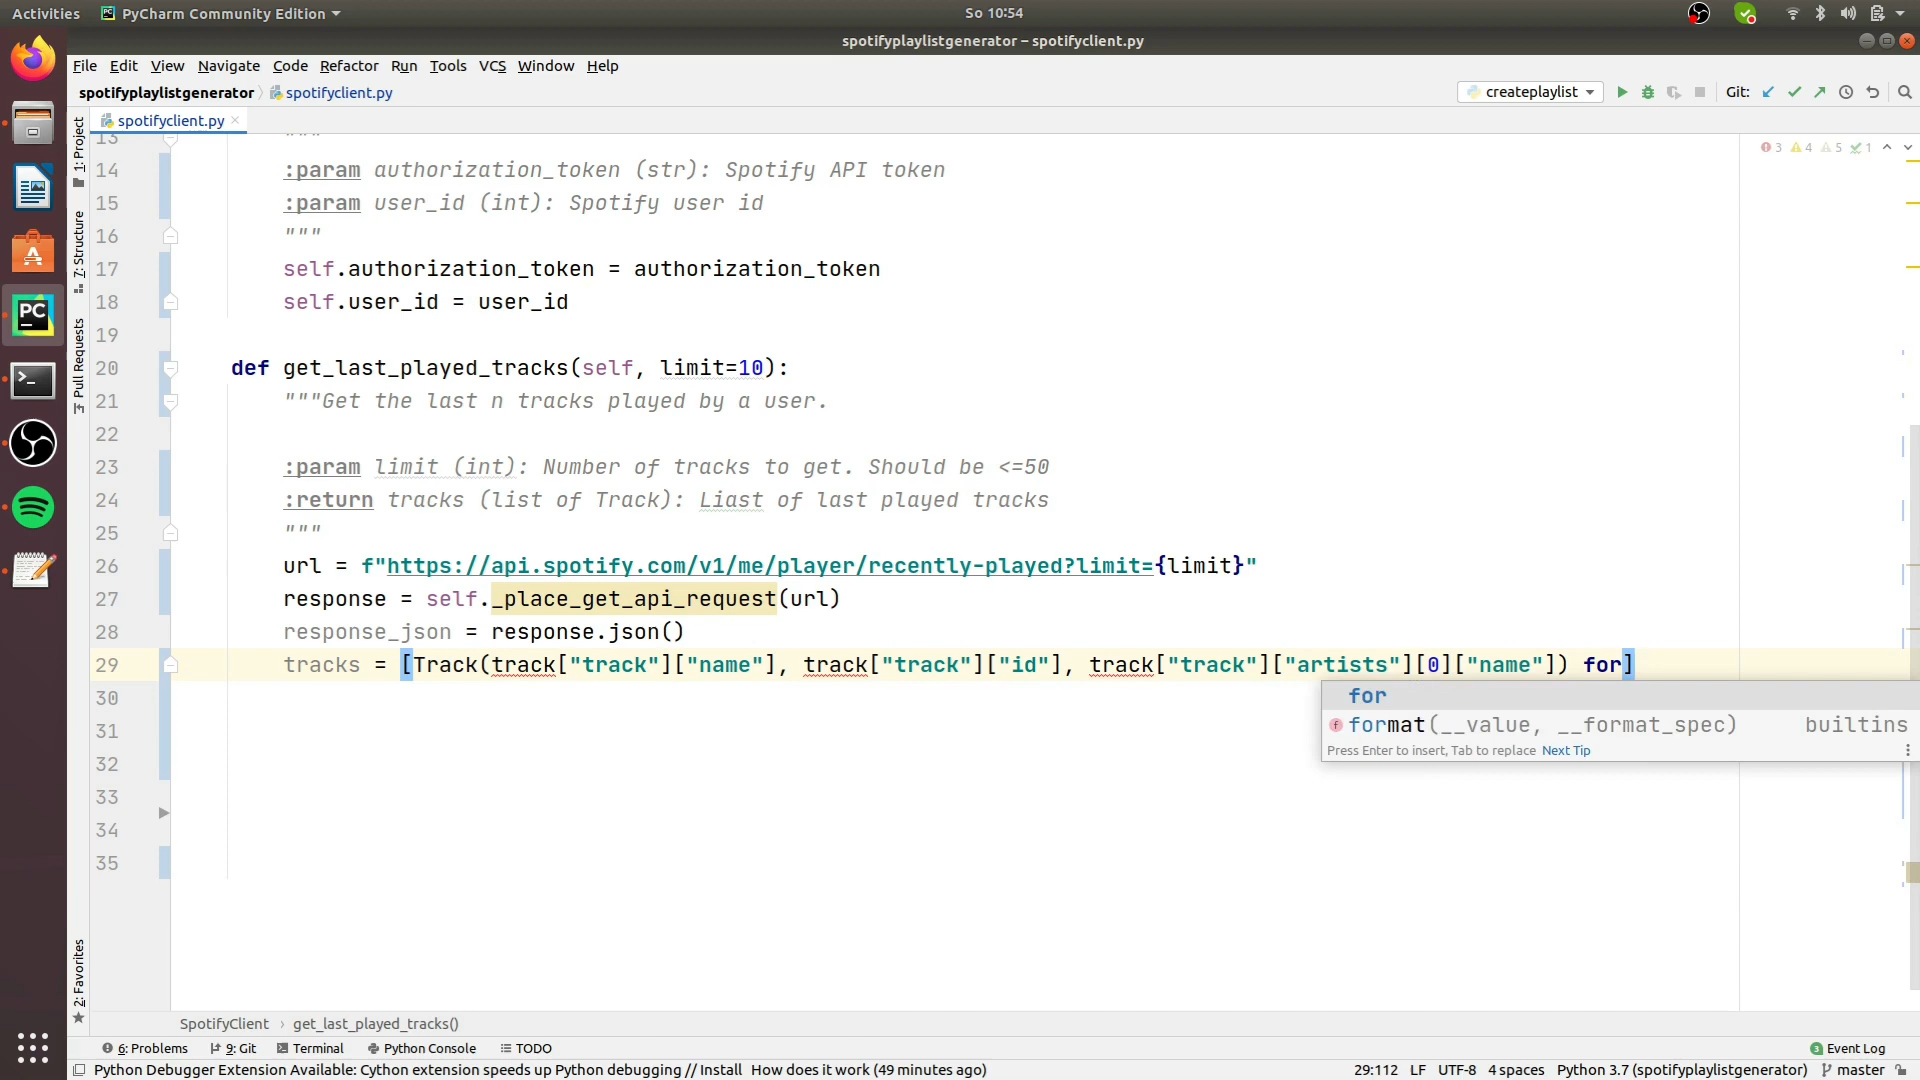 Activities PyCharm Community Edition So 10:54
spotifyplaylistgenerator – spotifyclient.py
File Edit View Navigate Code Refactor Run Tools VCS Window Help
spotifyplaylistgenerator spotifyclient.py createplaylist Git:
spotifyclient.py
1: Project
7: Structure
Pull Requests
2: Favorites
3 4 5 1
13 """
14 :param authorization_token (str): Spotify API token
15 :param user_id (int): Spotify user id
16 """
17 self.authorization_token = authorization_token
18 self.user_id = user_id
19
20 def get_last_played_tracks(self, limit=10):
21 """Get the last n tracks played by a user.
22
23 :param limit (int): Number of tracks to get. Should be <=50
24 :return tracks (list of Track): Liast of last played tracks
25 """
26 url = f"https://api.spotify.com/v1/me/player/recently-played?limit={limit}"
27 response = self._place_get_api_request(url)
28 response_json = response.json()
29 tracks = [Track(track["track"]["name"], track["track"]["id"], track["track"]["artists"][0]["name"]) for]
30 for
31 format(__value, __format_spec) builtins
Press Enter to insert, Tab to replace Next Tip
32
33
34
35
SpotifyClient › get_last_played_tracks()
6: Problems 9: Git Terminal Python Console TODO 3 Event Log
Python Debugger Extension Available: Cython extension speeds up Python debugging // Install How does it work (49 minutes ago) 29:112 LF UTF-8 4 spaces Python 3.7 (spotifyplaylistgenerator) master